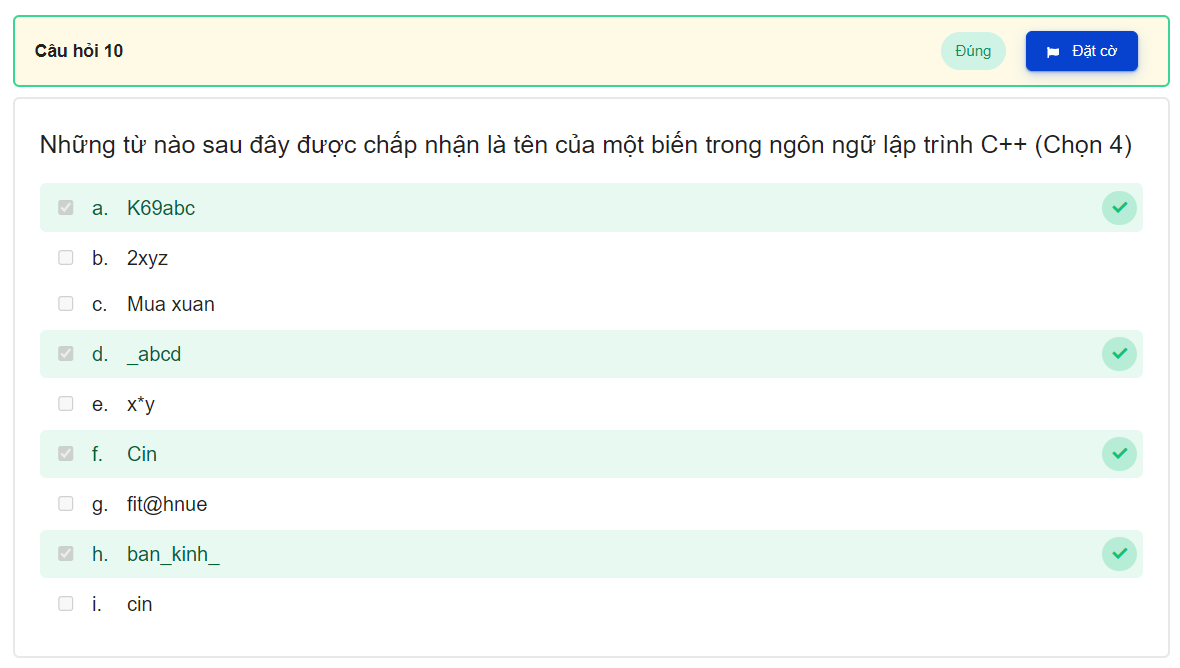 Câu hỏi 10
Đúng
Đặt cờ
Những từ nào sau đây được chấp nhận là tên của một biến trong ngôn ngữ lập trình C++ (Chọn 4)
a. K69abc
b. 2xyz
c. Mua xuan
d. _abcd
e. x*y
f. Cin
g. fit@hnue
h. ban_kinh_
i. cin